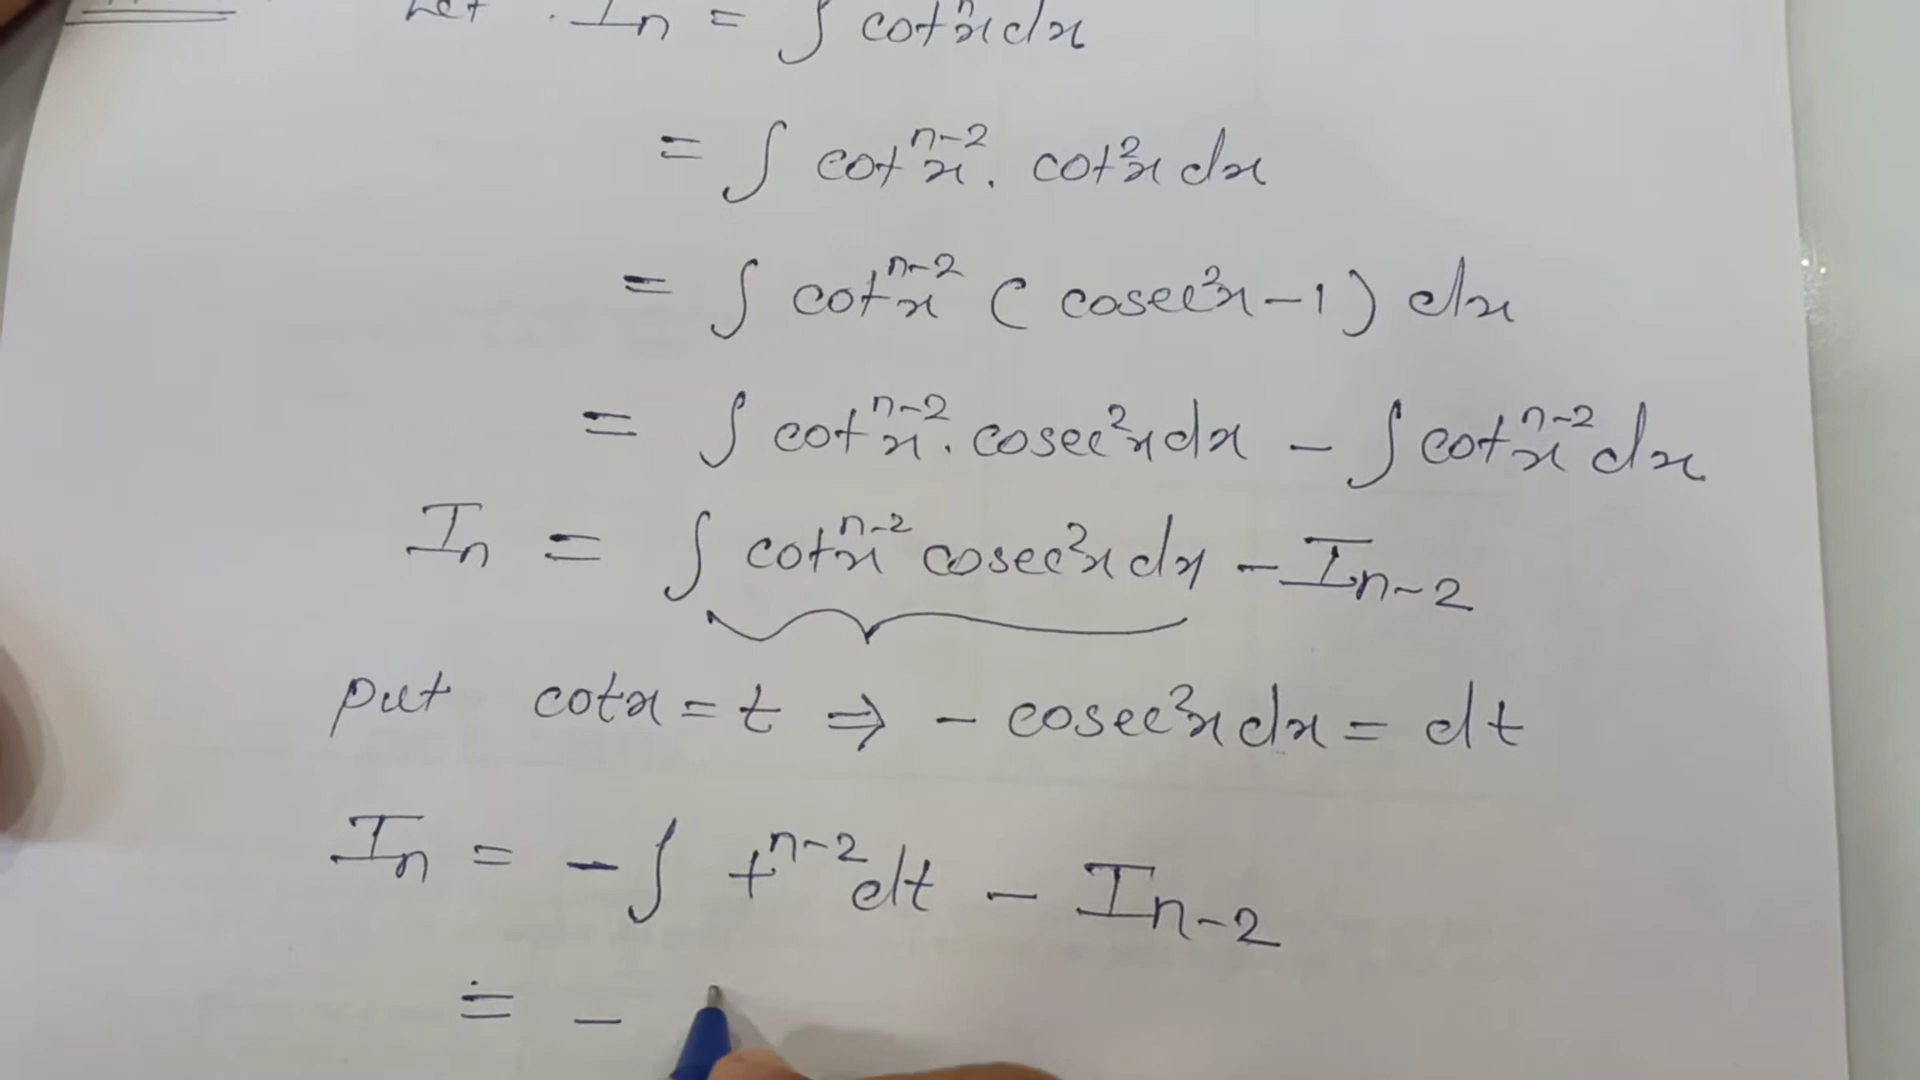 Let . Iₙ = ∫ cotⁿx dx
= ∫ cotⁿ⁻²x . cot²x dx
= ∫ cotⁿ⁻²x ( cosec²x - 1 ) dx
= ∫ cotⁿ⁻²x . cosec²x dx - ∫ cotⁿ⁻²x dx
Iₙ = ∫ cotⁿ⁻²x cosec²x dx - Iₙ₋₂
put cotx = t ⇒ - cosec²x dx = dt
Iₙ = - ∫ tⁿ⁻² dt - Iₙ₋₂
= -